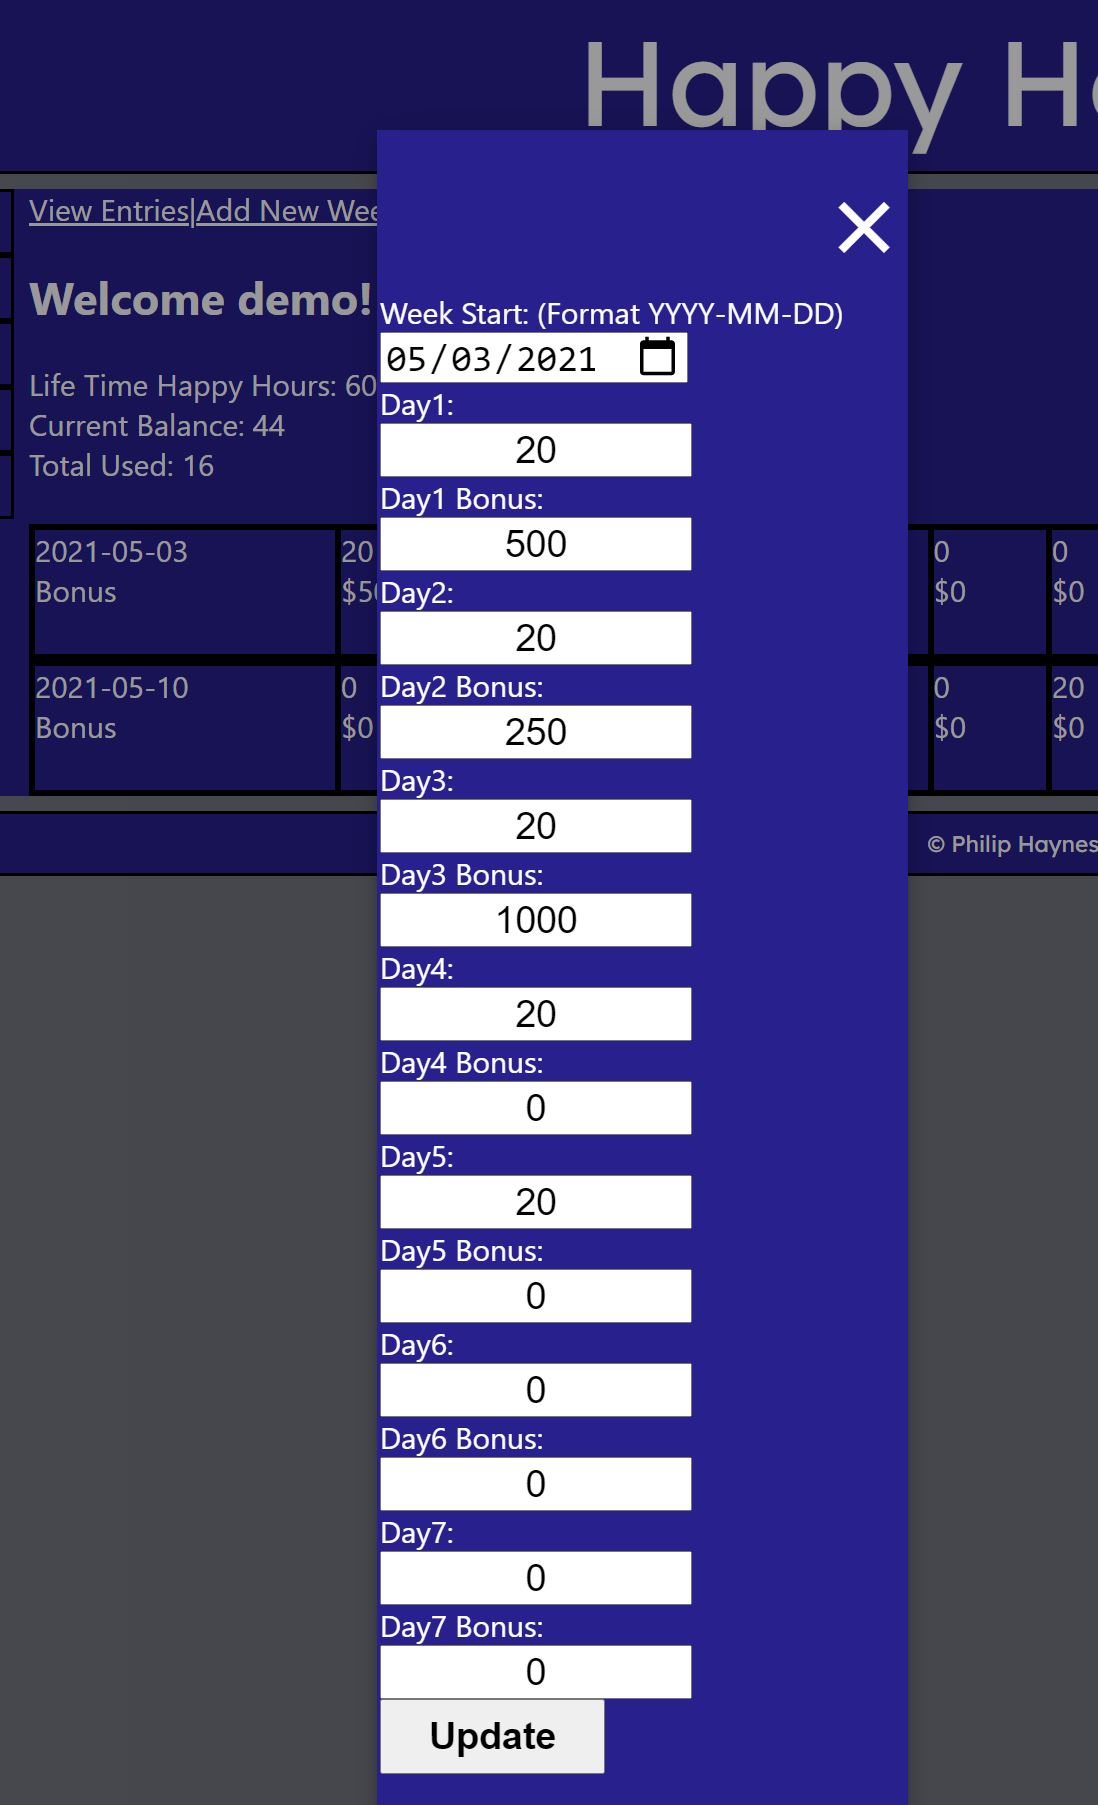 Happy H
View Entries|Add New Wee
Welcome demo!
Life Time Happy Hours: 60
Current Balance: 44
Total Used: 16
2021-05-03 20 0 0
Bonus $50 $0 $0
2021-05-10 0 0 20
Bonus $0 $0 $0
© Philip Haynes
Week Start: (Format YYYY-MM-DD)
05/03/2021
Day1:
20
Day1 Bonus:
500
Day2:
20
Day2 Bonus:
250
Day3:
20
Day3 Bonus:
1000
Day4:
20
Day4 Bonus:
0
Day5:
20
Day5 Bonus:
0
Day6:
0
Day6 Bonus:
0
Day7:
0
Day7 Bonus:
0
Update